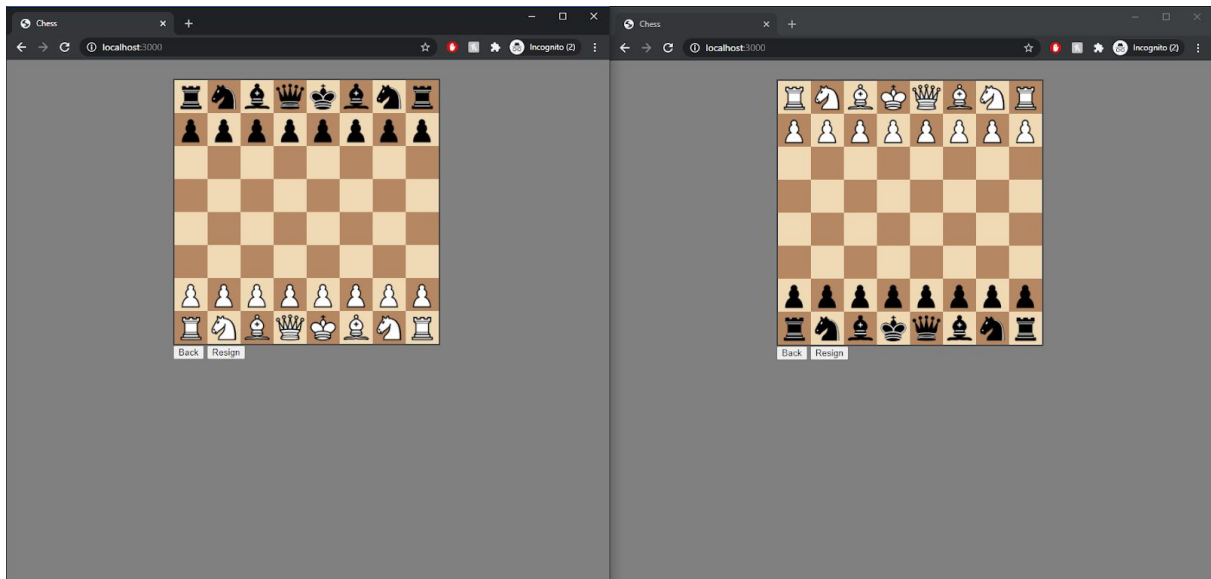 Chess
localhost:3000
Incognito (2)
Back Resign
Chess
localhost:3000
Incognito (2)
Back Resign